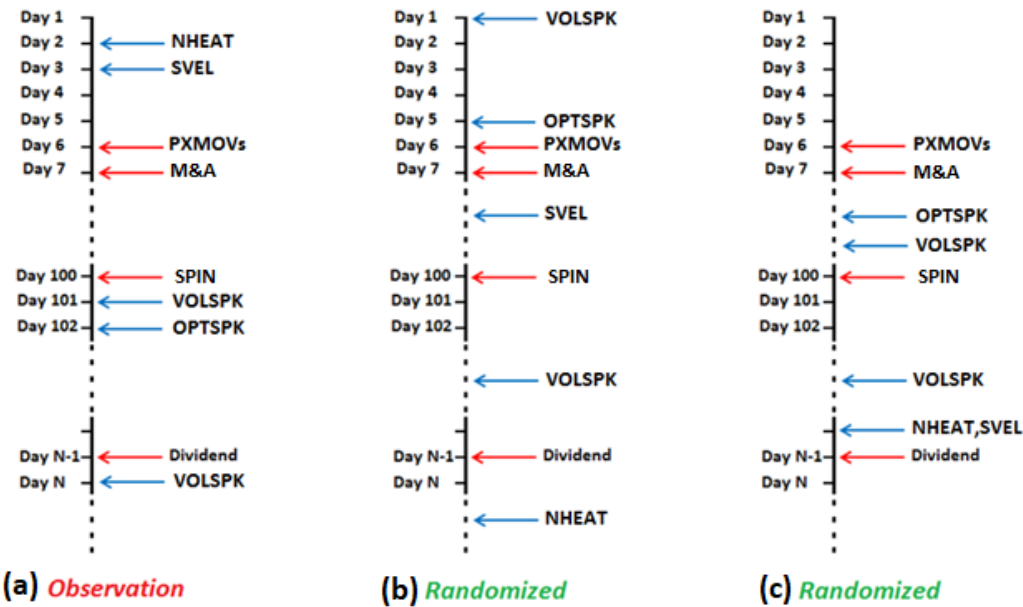 Day 1
Day 2
NHEAT
Day 3
SVEL
Day 4
Day 5
Day 6
PXMOVs
Day 7
M&A
Day 100
SPIN
Day 101
VOLSPK
Day 102
OPTSPK
Day N-1
Dividend
Day N
VOLSPK
(a) Observation
Day 1
VOLSPK
Day 2
Day 3
Day 4
Day 5
OPTSPK
Day 6
PXMOVs
Day 7
M&A
SVEL
Day 100
SPIN
Day 101
Day 102
VOLSPK
Day N-1
Dividend
Day N
NHEAT
(b) Randomized
Day 1
Day 2
Day 3
Day 4
Day 5
Day 6
PXMOVs
Day 7
M&A
OPTSPK
VOLSPK
Day 100
SPIN
Day 101
Day 102
VOLSPK
NHEAT,SVEL
Day N-1
Dividend
Day N
(c) Randomized